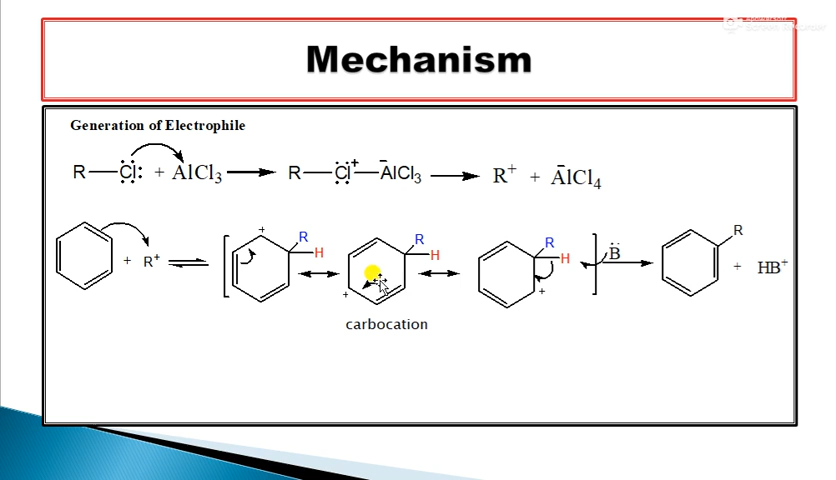 Mechanism
Generation of Electrophile
R—Cl: + AlCl3 → R—Cl+—AlCl3 → R+ + AlCl4
+ R+ ⇌ [ + R H ↔ R H + ↔ R H + ] B → R + HB+
carbocation